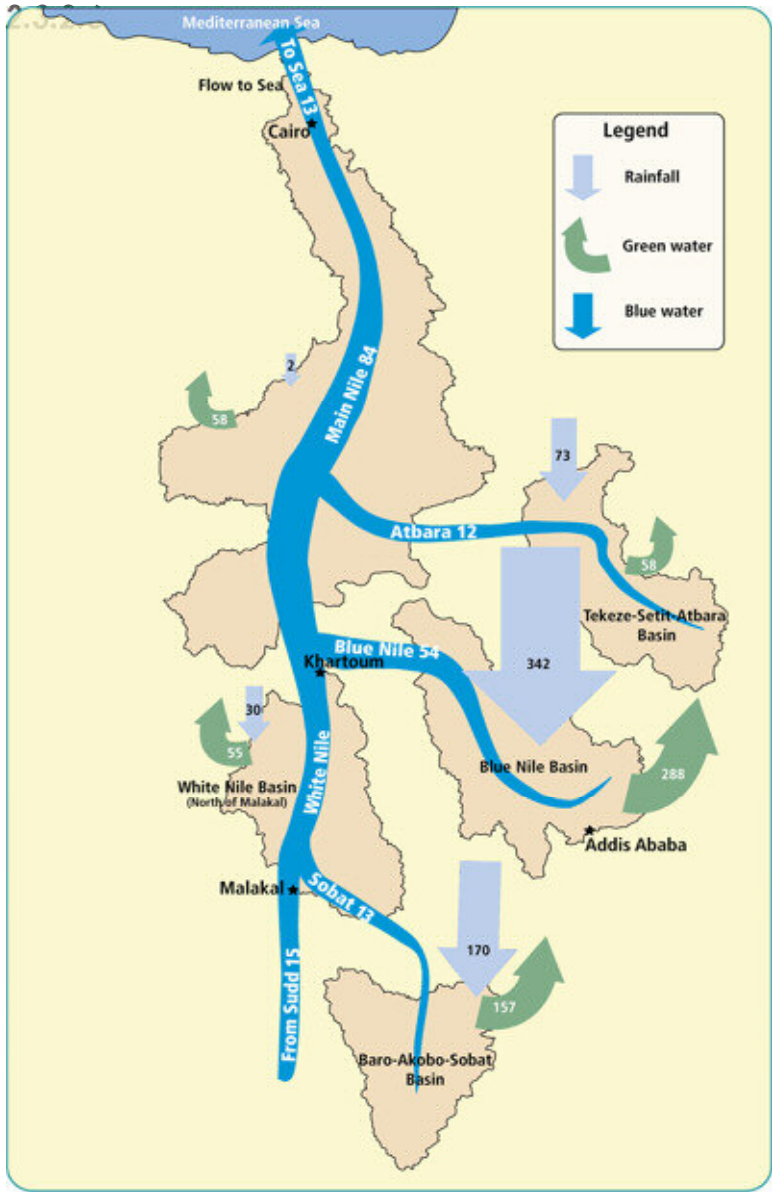 Mediterranean Sea
To Sea 13
Flow to Sea
Cairo
Legend
Rainfall
Green water
Blue water
2
58
Main Nile 84
73
Atbara 12
58
Tekeze-Setit-Atbara
Basin
342
Blue Nile 54
Khartoum
30
55
White Nile
White Nile Basin
(North of Malakal)
Blue Nile Basin
288
Addis Ababa
Malakal
Sobat 13
170
From Sudd 15
157
Baro-Akobo-Sobat
Basin